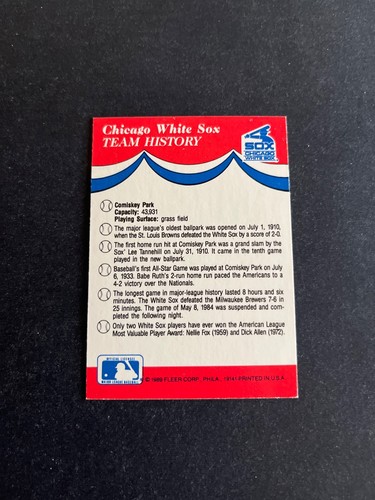 Chicago White Sox
TEAM HISTORY
SOX
CHICAGO
WHITE SOX
Comiskey Park
Capacity: 43,931
Playing Surface: grass field
The major league's oldest ballpark was opened on July 1, 1910,
when the St. Louis Browns defeated the White Sox by a score of 2-0.
The first home run hit at Comiskey Park was a grand slam by the
Sox' Lee Tannehill on July 31, 1910. It came in the tenth game
played in the new ballpark.
Baseball's first All-Star Game was played at Comiskey Park on July
6, 1933. Babe Ruth's 2-run home run paced the Americans to a
4-2 victory over the Nationals.
The longest game in major-league history lasted 8 hours and six
minutes. The White Sox defeated the Milwaukee Brewers 7-6 in
25 innings. The game of May 8, 1984 was suspended and com-
pleted the following night.
Only two White Sox players have ever won the American League
Most Valuable Player Award: Nellie Fox (1959) and Dick Allen (1972).
OFFICIAL LICENSEE
MAJOR LEAGUE BASEBALL
FLEER CORP., PHILA., 19141 PRINTED IN U.S.A.